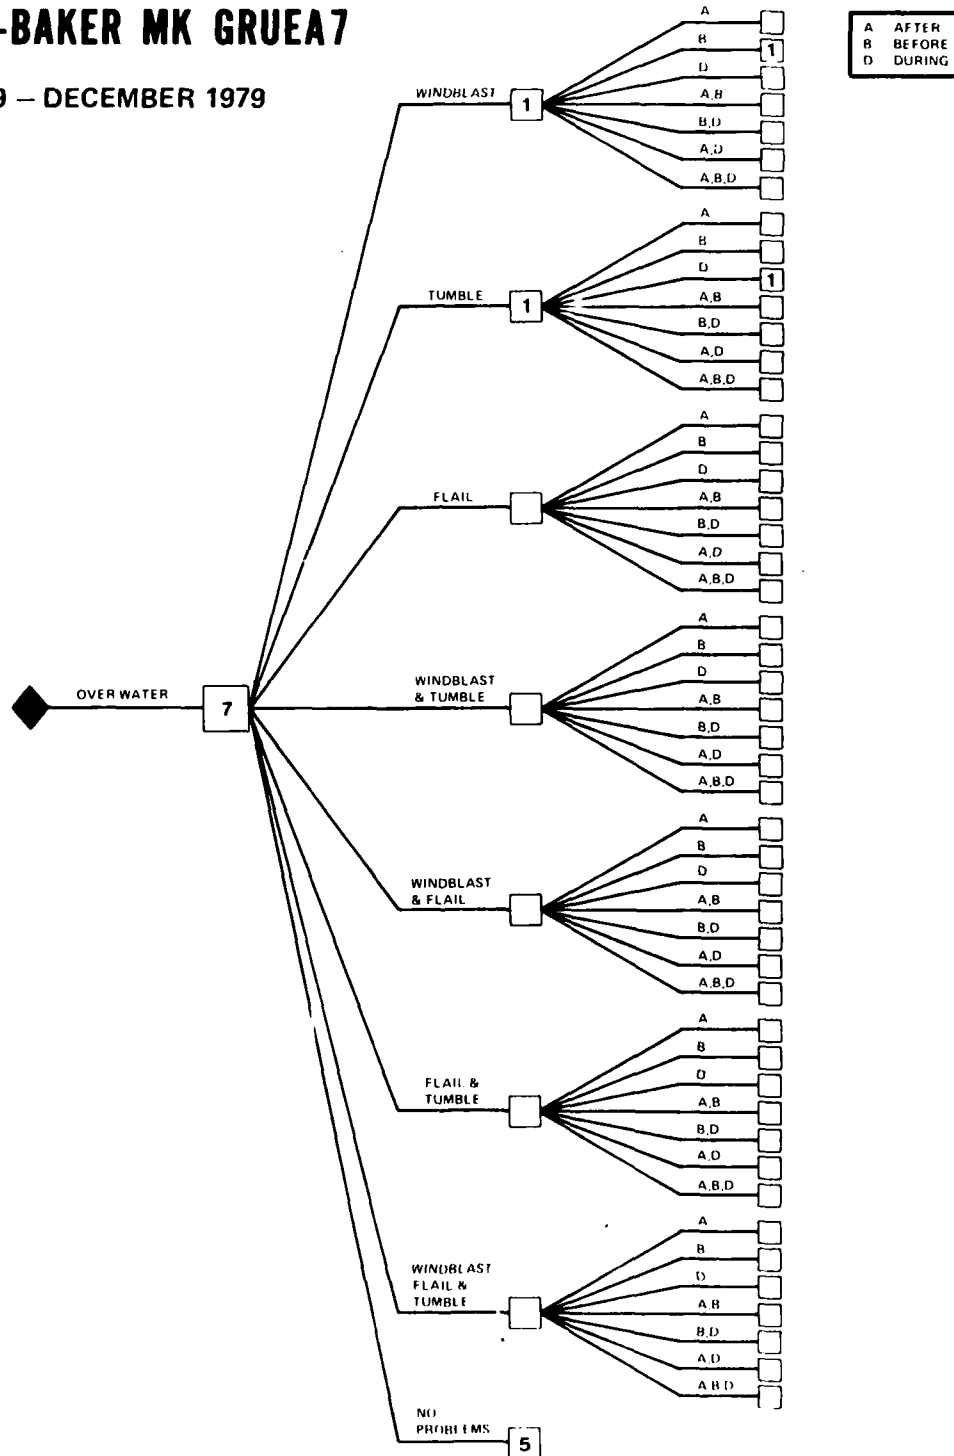 -BAKER MK GRUEA7
9 – DECEMBER 1979
A AFTER
B BEFORE
D DURING
OVER WATER
7
WINDBLAST
1
A
B
1
D
A,B
B,D
A,D
A,B,D
TUMBLE
1
A
B
D
1
A,B
B,D
A,D
A,B,D
FLAIL
A
B
D
A,B
B,D
A,D
A,B,D
WINDBLAST
& TUMBLE
A
B
D
A,B
B,D
A,D
A,B,D
WINDBLAST
& FLAIL
A
B
D
A,B
B,D
A,D
A,B,D
FLAIL &
TUMBLE
A
B
D
A,B
B,D
A,D
A,B,D
WINDBLAST
FLAIL &
TUMBLE
A
B
D
A,B
B,D
A,D
A,B,D
NO
PROBLEMS
5